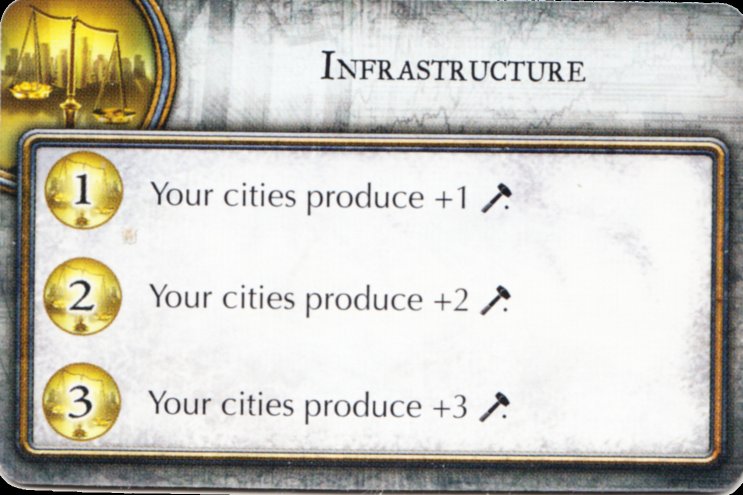 INFRASTRUCTURE
1 Your cities produce +1
2 Your cities produce +2
3 Your cities produce +3